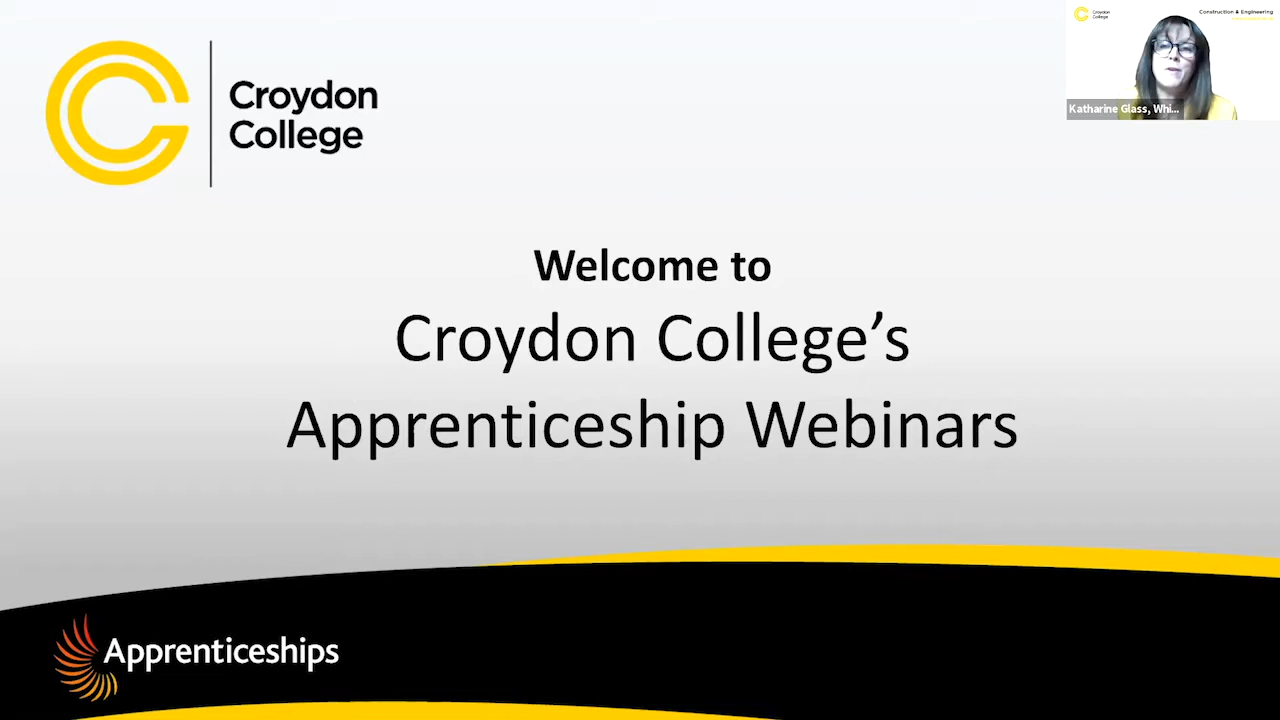 Croydon
College
Croydon
College
Construction & Engineering
Katharine Glass, Whi...
Welcome to
Croydon College’s
Apprenticeship Webinars
Apprenticeships